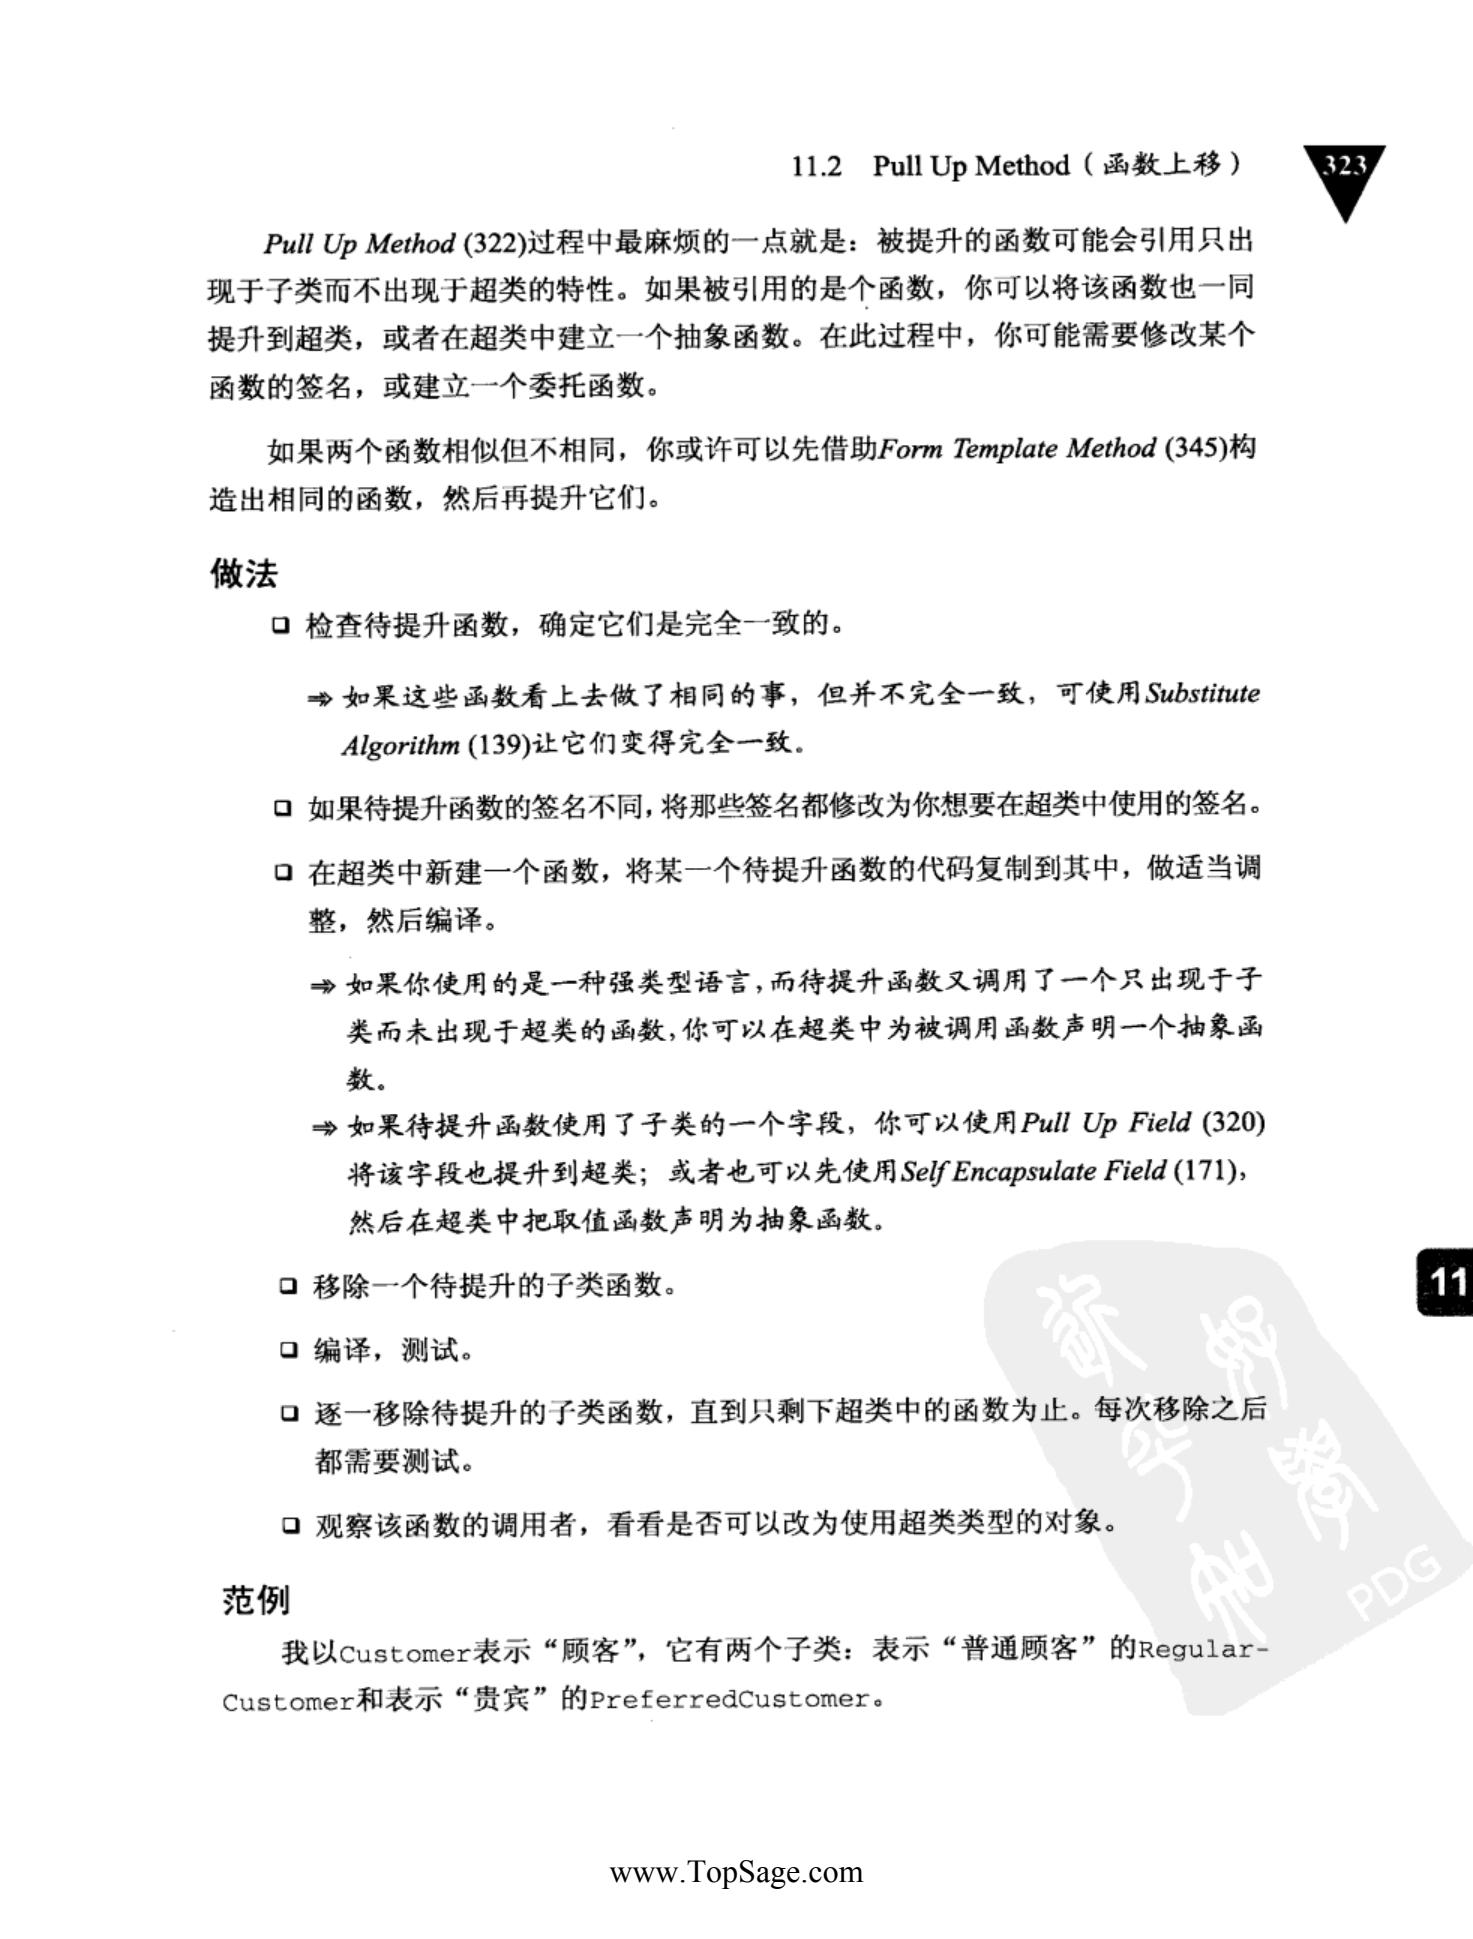 11.2 Pull Up Method（函数上移）
323
Pull Up Method (322)过程中最麻烦的一点就是：被提升的函数可能会引用只出
现于子类而不出现于超类的特性。如果被引用的是个函数，你可以将该函数也一同
提升到超类，或者在超类中建立一个抽象函数。在此过程中，你可能需要修改某个
函数的签名，或建立一个委托函数。
如果两个函数相似但不相同，你或许可以先借助Form Template Method (345)构
造出相同的函数，然后再提升它们。
做法
❏ 检查待提升函数，确定它们是完全一致的。
⇒ 如果这些函数看上去做了相同的事，但并不完全一致，可使用Substitute
Algorithm (139)让它们变得完全一致。
❏ 如果待提升函数的签名不同，将那些签名都修改为你想要在超类中使用的签名。
❏ 在超类中新建一个函数，将某一个待提升函数的代码复制到其中，做适当调
整，然后编译。
⇒ 如果你使用的是一种强类型语言，而待提升函数又调用了一个只出现于子
类而未出现于超类的函数，你可以在超类中为被调用函数声明一个抽象函
数。
⇒ 如果待提升函数使用了子类的一个字段，你可以使用Pull Up Field (320)
将该字段也提升到超类；或者也可以先使用Self Encapsulate Field (171)，
然后在超类中把取值函数声明为抽象函数。
❏ 移除一个待提升的子类函数。
11
❏ 编译，测试。
❏ 逐一移除待提升的子类函数，直到只剩下超类中的函数为止。每次移除之后
都需要测试。
❏ 观察该函数的调用者，看看是否可以改为使用超类类型的对象。
PDG
范例
我以Customer表示“顾客”，它有两个子类：表示“普通顾客”的Regular-
Customer和表示“贵宾”的PreferredCustomer。
www.TopSage.com